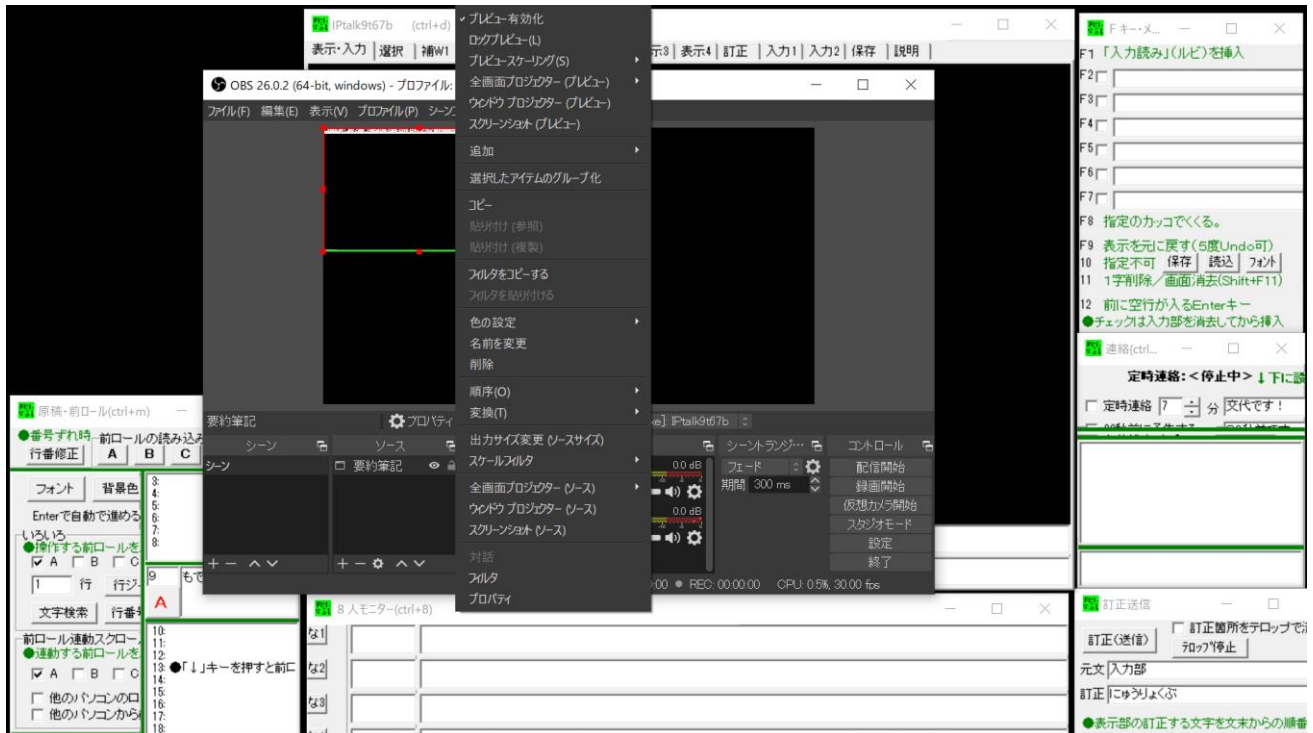 IPtalk9t67b (ctrl+d)
表示・入力 | 選択 | 補W1
示3 | 表示4 | 訂正 | 入力1 | 入力2 | 保存 | 説明 |
OBS 26.0.2 (64-bit, windows) - プロファイル:
ファイル(F) 編集(E) 表示(V) プロファイル(P)
プレビュー有効化
ロックプレビュー(L)
プレビュースケーリング(S)
全画面プロジェクター (プレビュー)
ウィンドウ プロジェクター (プレビュー)
スクリーンショット (プレビュー)
追加
選択したアイテムのグループ化
コピー
貼り付け (参照)
貼り付け (複製)
フィルタをコピーする
フィルタを貼り付ける
色の設定
名前を変更
削除
順序(O)
変換(T)
出力サイズ変更 (ソースサイズ)
スケールフィルタ
全画面プロジェクター (ソース)
ウィンドウ プロジェクター (ソース)
スクリーンショット (ソース)
対話
フィルタ
プロパティ
要約筆記
プロパティ
IPtalk9t67b
シーン
ソース
シーントランジ…
コントロール
シーン
要約筆記
0.0 dB
0.0 dB
フェード
期間 300 ms
配信開始
録画開始
仮想カメラ開始
スタジオモード
設定
終了
REC: 00:00:00 CPU: 0.5%, 30.00 fps
Fキー・メ...
F1 「入力読み」(ルビ)を挿入
F2
F3
F4
F5
F6
F7
F8 指定のカッコでくくる。
F9 表示を元に戻す(5度Undo可)
10 指定不可 保存 読込 フォント
11 1字削除/画面消去(Shift+F11)
12 前に空行が入るEnterキー
●チェックは入力部を消去してから挿入
連絡(ctrl...
定時連絡:<停止中> ↓下に
定時連絡 7 分 交代です!
原稿・前ロール(ctrl+m)
●番号ずれ時
前ロールの読み込み
行番修正 A B C
フォント 背景色
Enterで自動で進める
いろいろ
●操作する前ロールを
A B C
1 行 行ジ
文字検索 行番
前ロール連動スクロー
●連動する前ロールを
A B C
他のパソコンのロ
他のパソコンから
3:
4:
5:
6:
7:
8:
9 もで
A
10:
11:
12:
13: ●「↓」キーを押すと前ロ
14:
15:
16:
17:
18:
8人モニター(ctrl+8)
な1
な2
な3
訂正送信
訂正(送信)
訂正箇所をテロップで
テロップ停止
元文 入力部
訂正 にゅうりょくぶ
●表示部の訂正する文字を文末からの順番